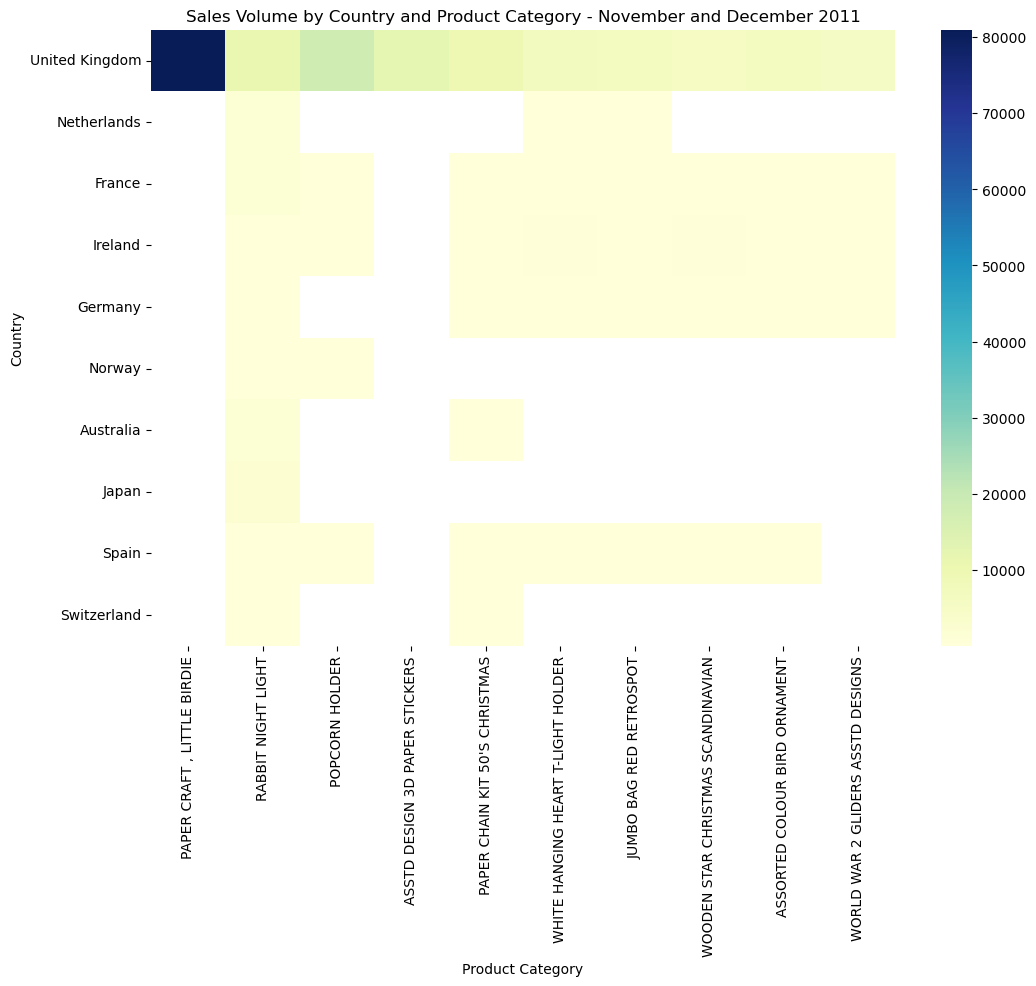 Sales Volume by Country and Product Category - November and December 2011
Country
United Kingdom
Netherlands
France
Ireland
Germany
Norway
Australia
Japan
Spain
Switzerland
80000
70000
60000
50000
40000
30000
20000
10000
PAPER CRAFT , LITTLE BIRDIE
RABBIT NIGHT LIGHT
POPCORN HOLDER
ASSTD DESIGN 3D PAPER STICKERS
PAPER CHAIN KIT 50'S CHRISTMAS
WHITE HANGING HEART T-LIGHT HOLDER
JUMBO BAG RED RETROSPOT
WOODEN STAR CHRISTMAS SCANDINAVIAN
ASSORTED COLOUR BIRD ORNAMENT
WORLD WAR 2 GLIDERS ASSTD DESIGNS
Product Category